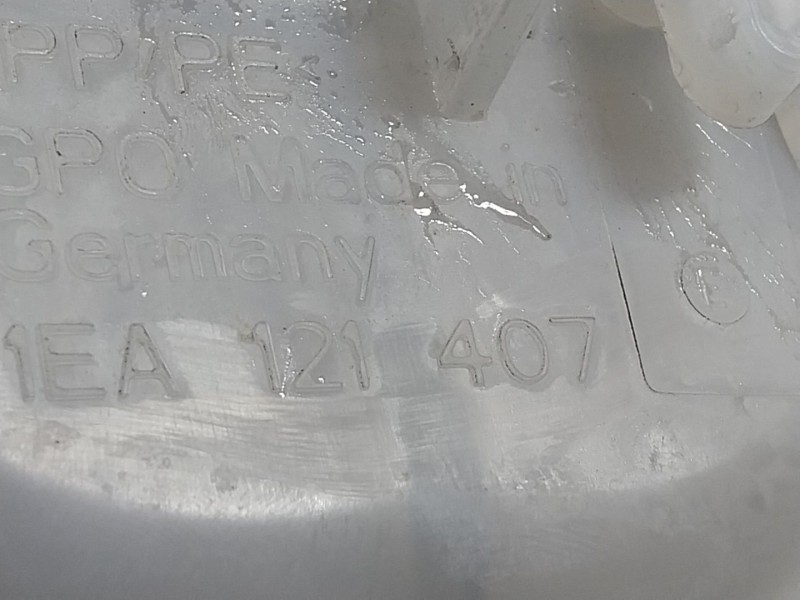 PP/PE<
GPO Made in
Germany
1EA 121 407
E